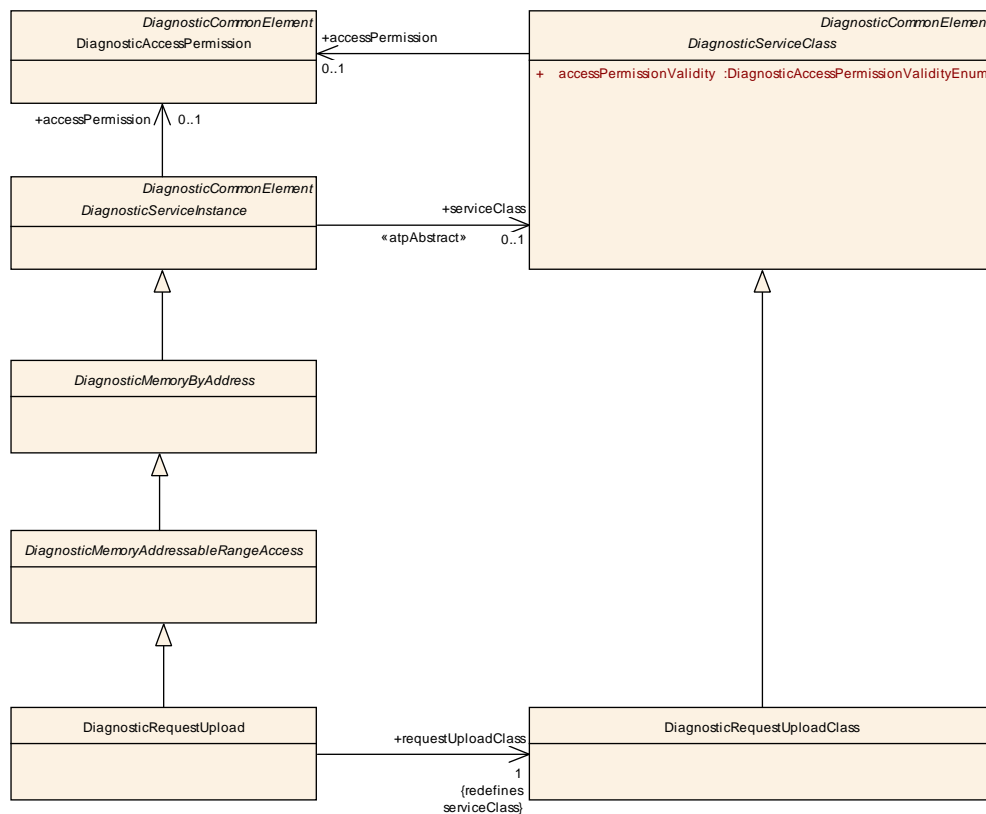 DiagnosticCommonElement
DiagnosticAccessPermission
+accessPermission
0..1
DiagnosticCommonElement
DiagnosticServiceClass
+ accessPermissionValidity :DiagnosticAccessPermissionValidityEnum
+accessPermission
0..1
DiagnosticCommonElement
DiagnosticServiceInstance
+serviceClass
«atpAbstract»
0..1
DiagnosticMemoryByAddress
DiagnosticMemoryAddressableRangeAccess
DiagnosticRequestUpload
+requestUploadClass
1
{redefines
serviceClass}
DiagnosticRequestUploadClass